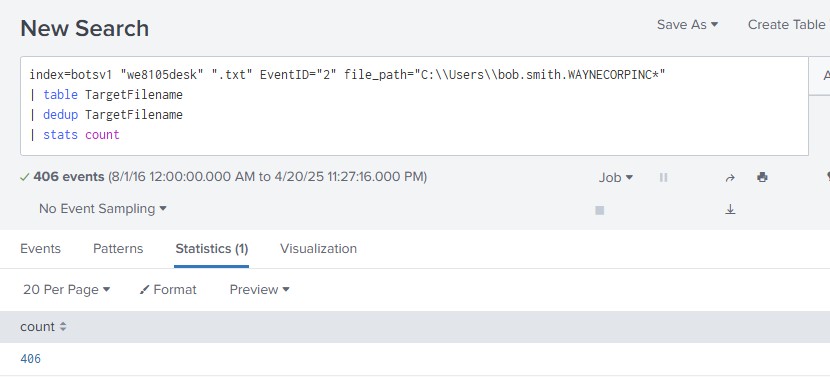 New Search
Save As Create Table
index=botsv1 "we8105desk" ".txt" EventID="2" file_path="C:\\Users\\bob.smith.WAYNECORPINC*"
| table TargetFilename
| dedup TargetFilename
| stats count
406 events (8/1/16 12:00:00.000 AM to 4/20/25 11:27:16.000 PM) Job
No Event Sampling
Events Patterns Statistics (1) Visualization
20 Per Page Format Preview
count
406